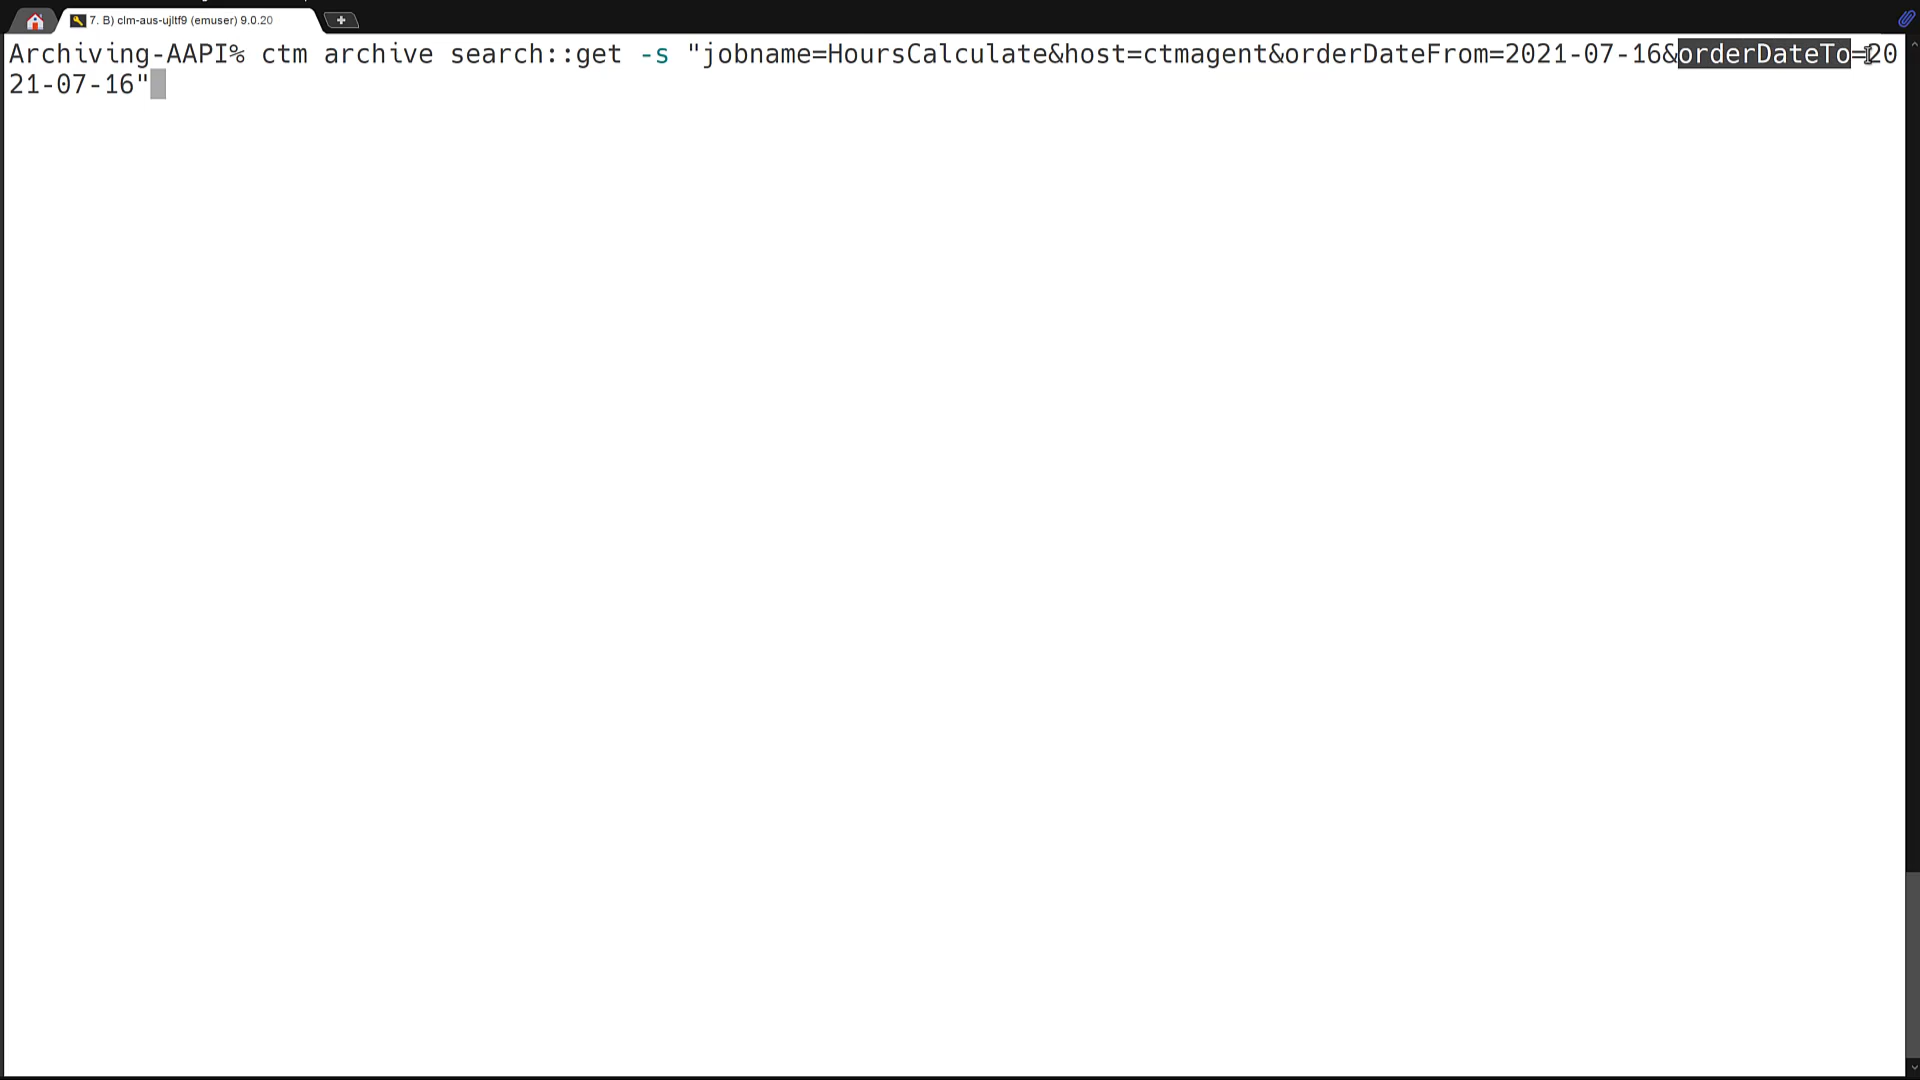 7. B) clm-aus-ujltf9 (emuser) 9.0.20
Archiving-AAPI% ctm archive search::get -s "jobname=HoursCalculate&host=ctmagent&orderDateFrom=2021-07-16&orderDateTo=20
21-07-16"